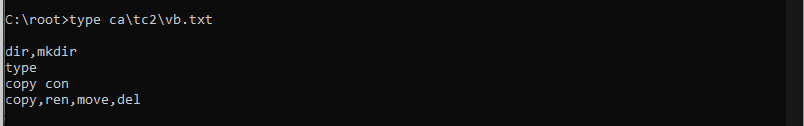 C:\root>type ca\tc2\vb.txt
dir,mkdir
type
copy con
copy,ren,move,del